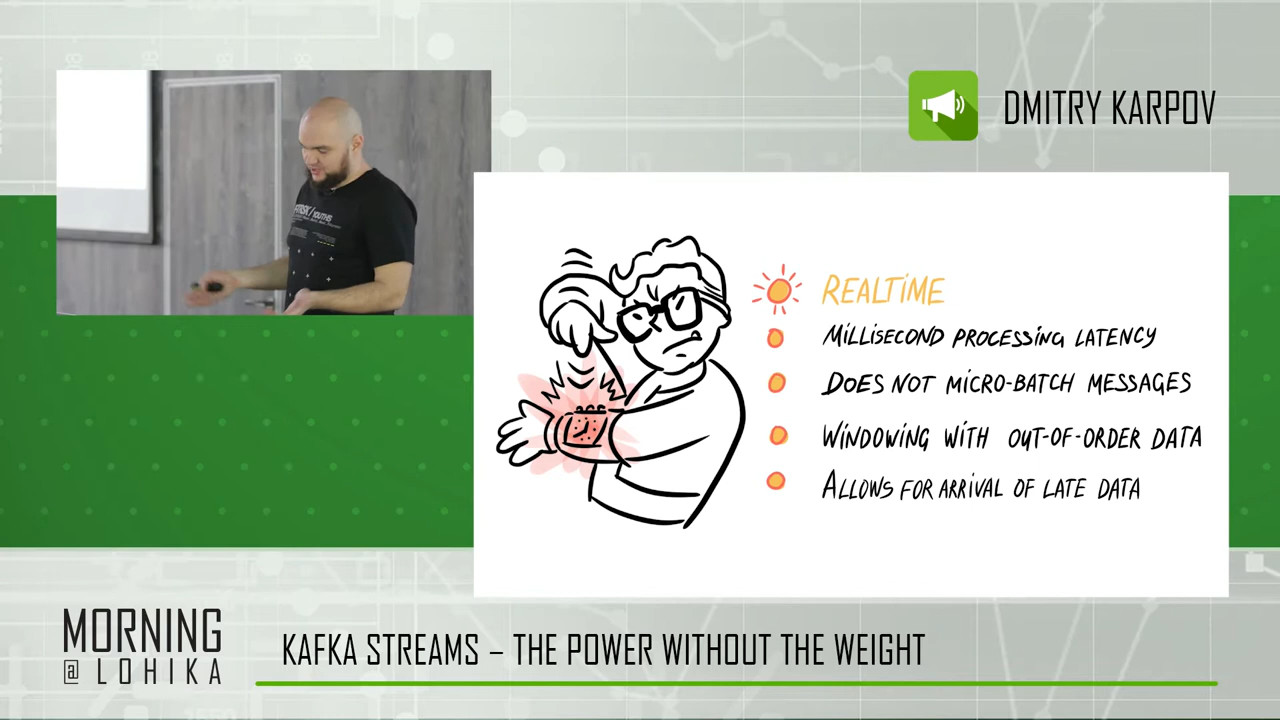 DMITRY KARPOV
REALTIME
MILLISECOND PROCESSING LATENCY
DOES NOT MICRO-BATCH MESSAGES
WINDOWING WITH OUT-OF-ORDER DATA
ALLOWS FOR ARRIVAL OF LATE DATA
MORNING
@ LOHIKA
KAFKA STREAMS – THE POWER WITHOUT THE WEIGHT